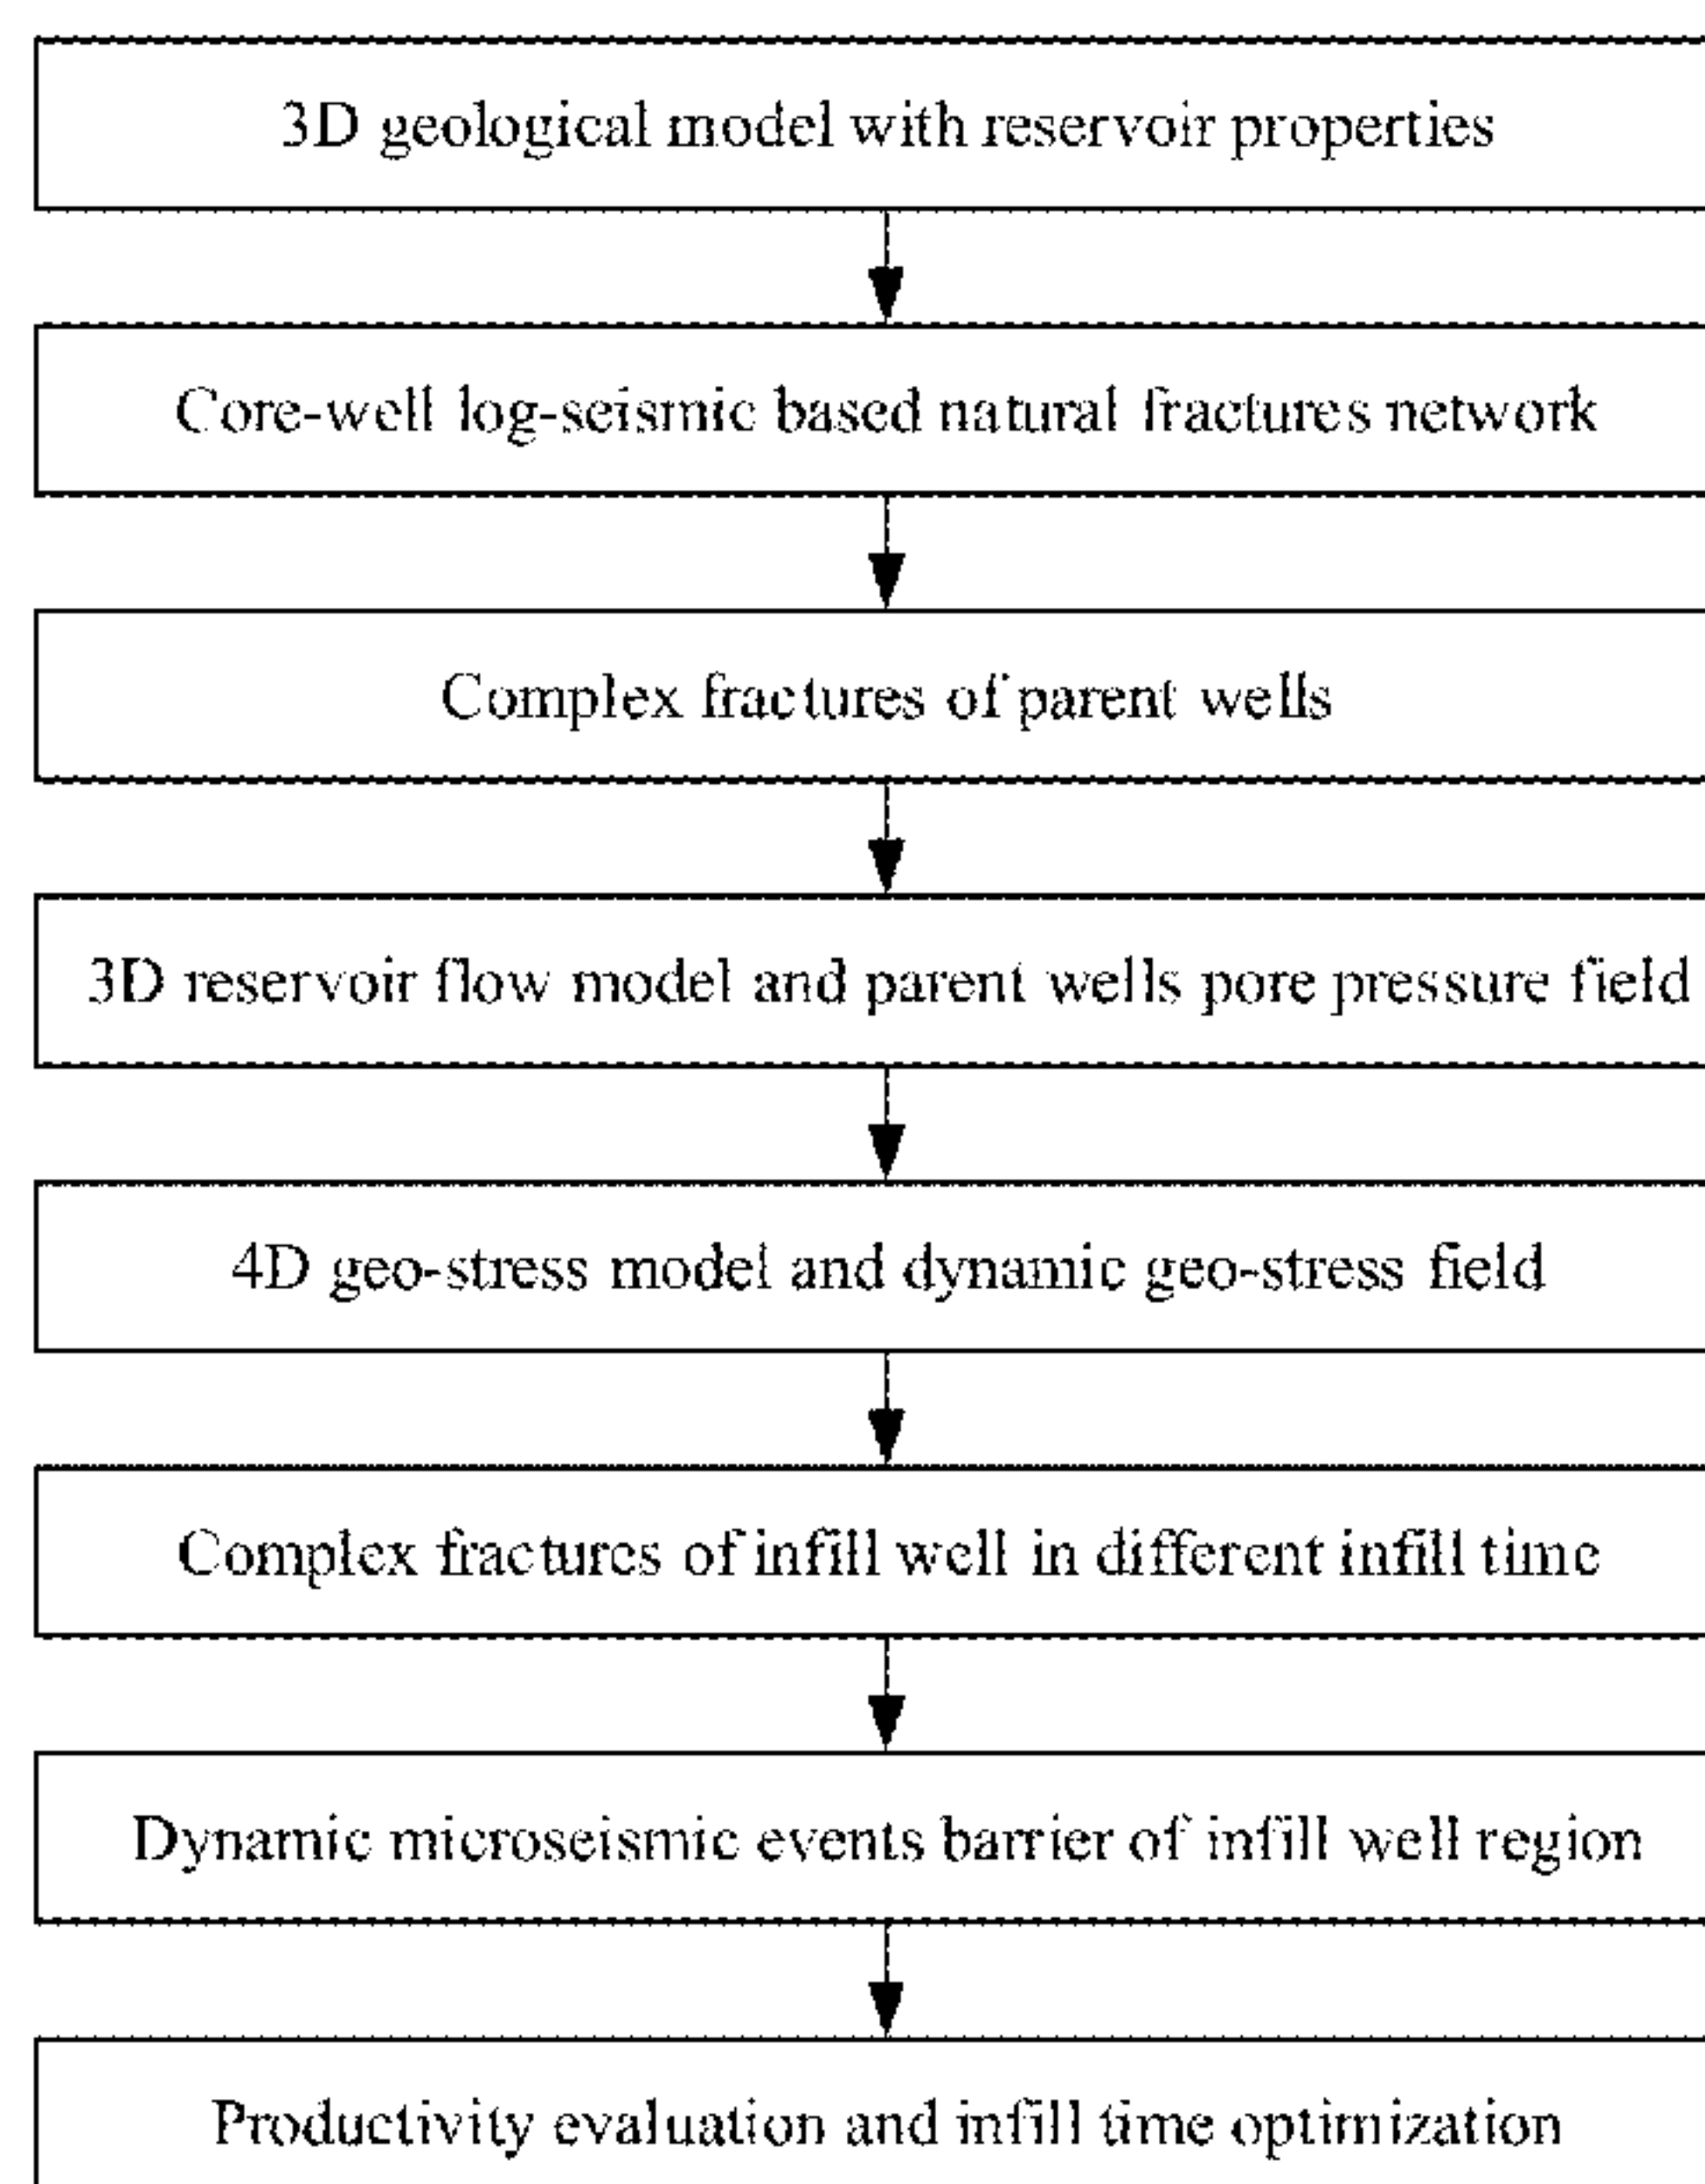 3D geological model with reservoir properties
Core-well log-seismic based natural fractures network
Complex fractures of parent wells
3D reservoir flow model and parent wells pore pressure field
4D geo-stress model and dynamic geo-stress field
Complex fractures of infill well in different infill time
Dynamic microseismic events barrier of infill well region
Productivity evaluation and infill time optimization